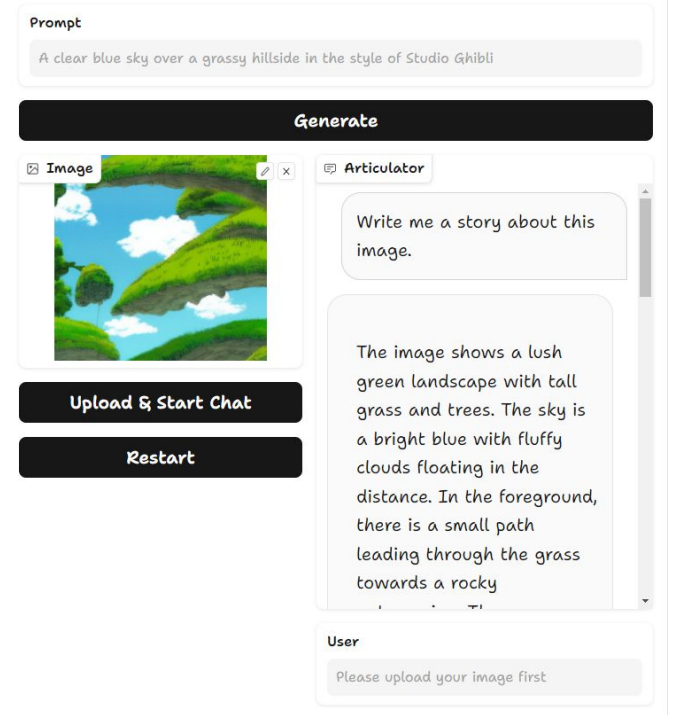 Prompt
A clear blue sky over a grassy hillside in the style of Studio Ghibli
Generate
Image
Upload & Start Chat
Restart
Articulator
Write me a story about this
image.
The image shows a lush
green landscape with tall
grass and trees. The sky is
a bright blue with fluffy
clouds floating in the
distance. In the foreground,
there is a small path
leading through the grass
towards a rocky
User
Please upload your image first